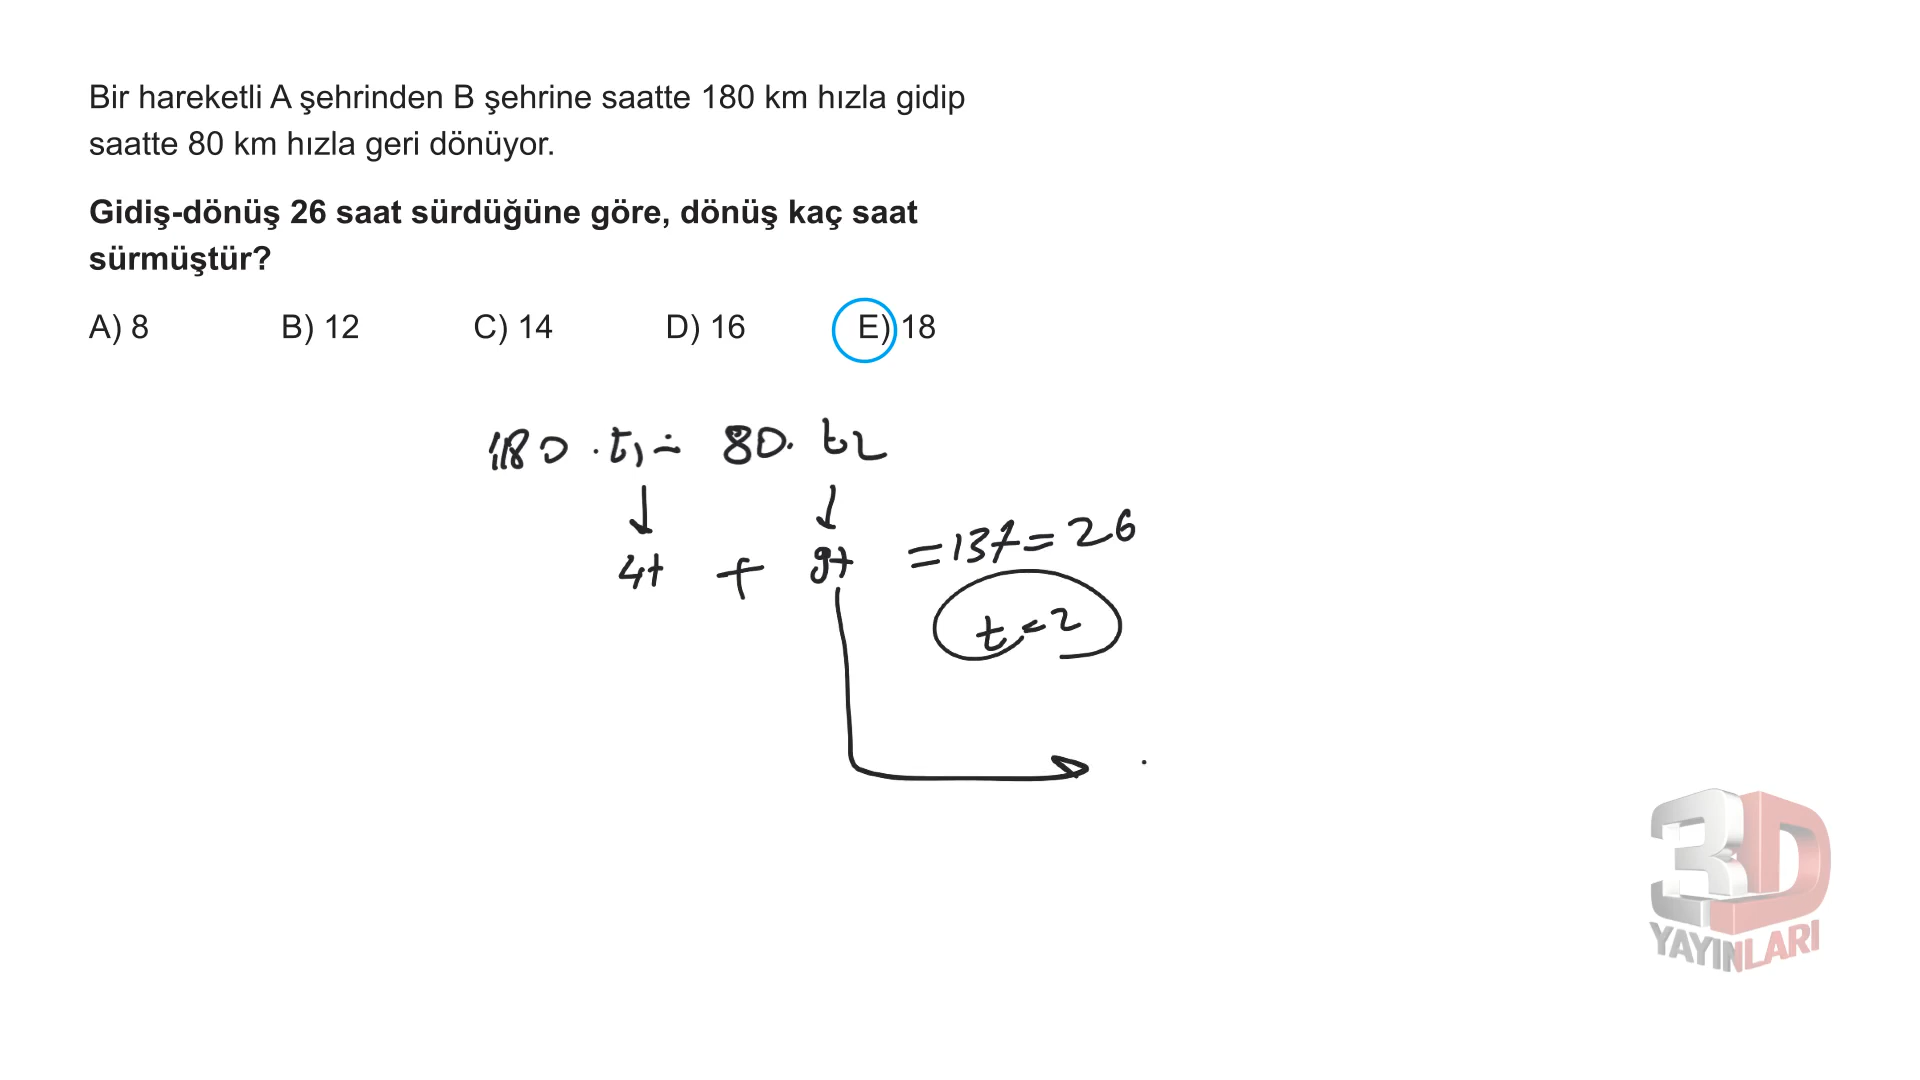 Bir hareketli A şehrinden B şehrine saatte 180 km hızla gidip
saatte 80 km hızla geri dönüyor.
Gidiş-dönüş 26 saat sürdüğüne göre, dönüş kaç saat
sürmüştür?
A) 8 B) 12 C) 14 D) 16 E) 18
180 . t1 = 80. t2
4t + 9t = 13t = 26
t = 2
3D
YAYINLARI